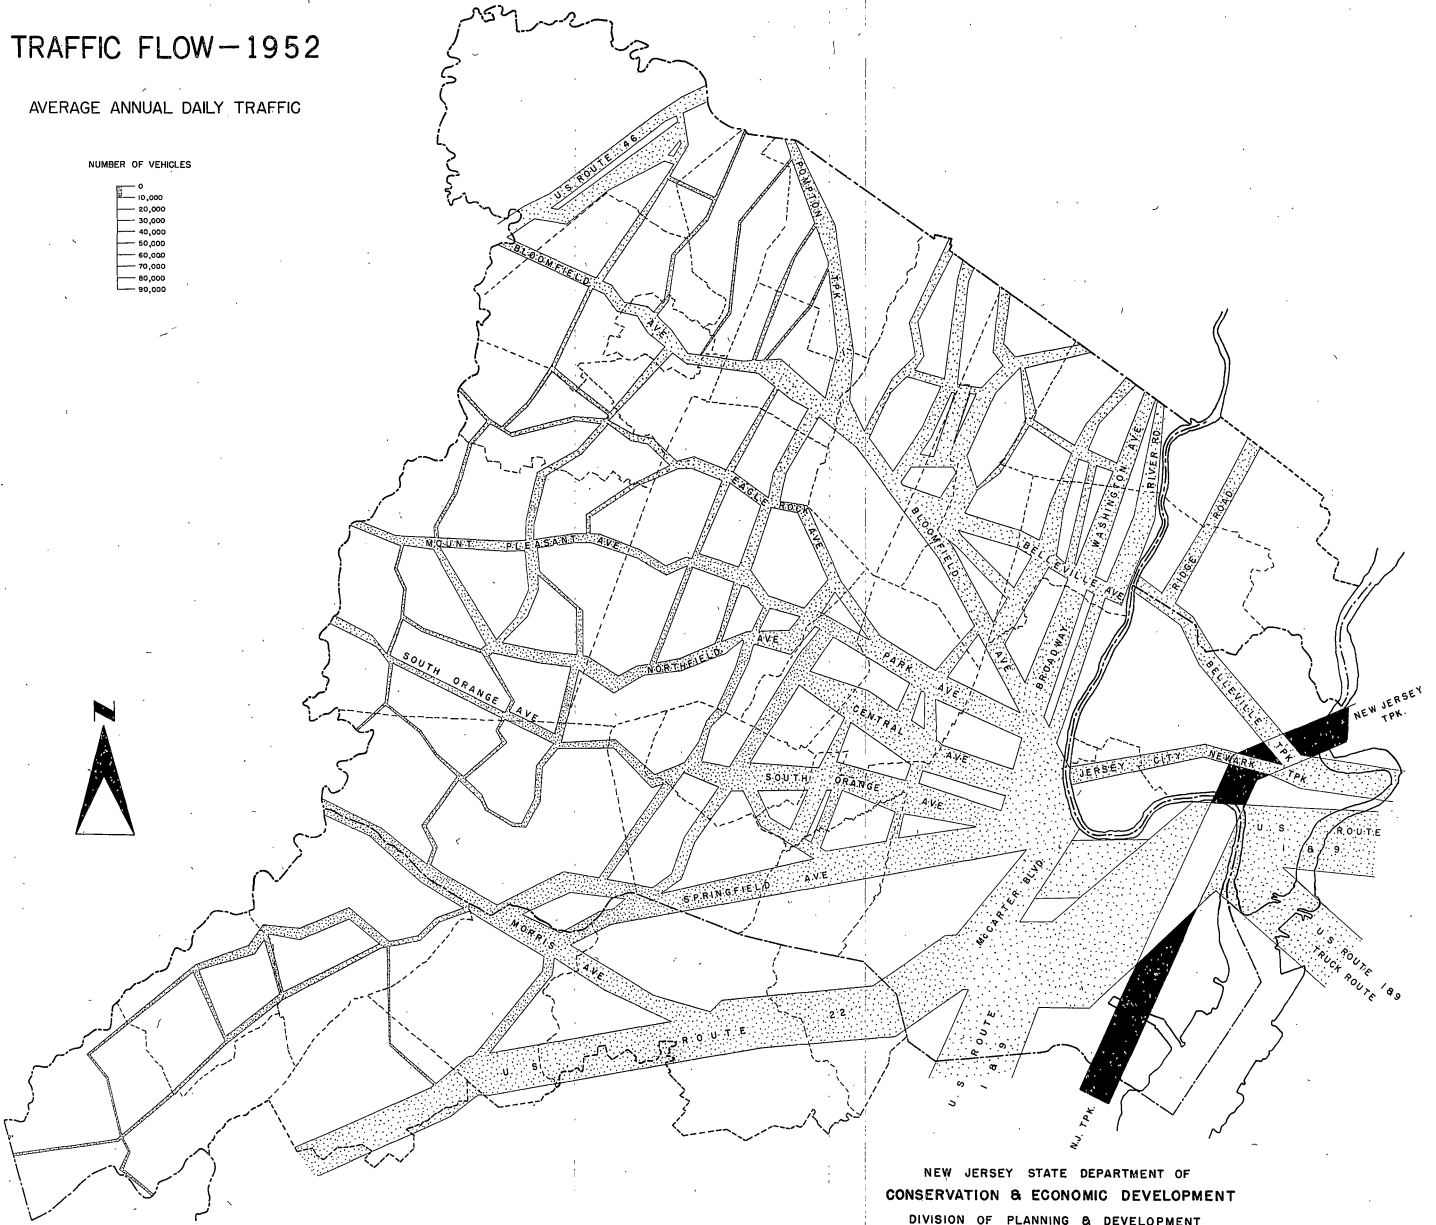 TRAFFIC FLOW—1952
AVERAGE ANNUAL DAILY TRAFFIC
NUMBER OF VEHICLES
0
10,000
20,000
30,000
40,000
50,000
60,000
70,000
80,000
90,000
U.S. ROUTE 46
POMPTON TPK.
BLOOMFIELD AVE
EAGLE ROCK AVE
MOUNT PLEASANT AVE
BLOOMFIELD AVE
BELLEVILLE AVE
WASHINGTON AVE
RIVER RD.
RIDGE ROAD
SOUTH ORANGE AVE
NORTHFIELD AVE
PARK AVE
BROADWAY
BELLEVILLE TPK
N
CENTRAL AVE
NEW JERSEY
TPK.
JERSEY CITY NEWARK TPK
SOUTH ORANGE AVE
U S ROUTE
1 & 9
SPRINGFIELD AVE
McCARTER BLVD.
MORRIS AVE
U.S. ROUTE 1&9
TRUCK ROUTE
U S ROUTE 22
U. S. ROUTE
1 & 9
N.J. TPK.
NEW JERSEY STATE DEPARTMENT OF
CONSERVATION & ECONOMIC DEVELOPMENT
DIVISION OF PLANNING & DEVELOPMENT